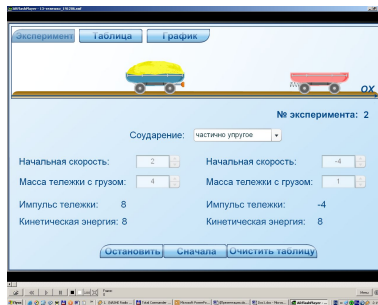 Эксперимент Таблица График
OX
№ эксперимента: 2
Соударение: частично упругое
Начальная скорость: 2 Начальная скорость: -4
Масса тележки с грузом: 4 Масса тележки с грузом: 1
Импульс тележки: 8 Импульс тележки: -4
Кинетическая энергия: 8 Кинетическая энергия: 8
Остановить Сначала Очистить таблицу